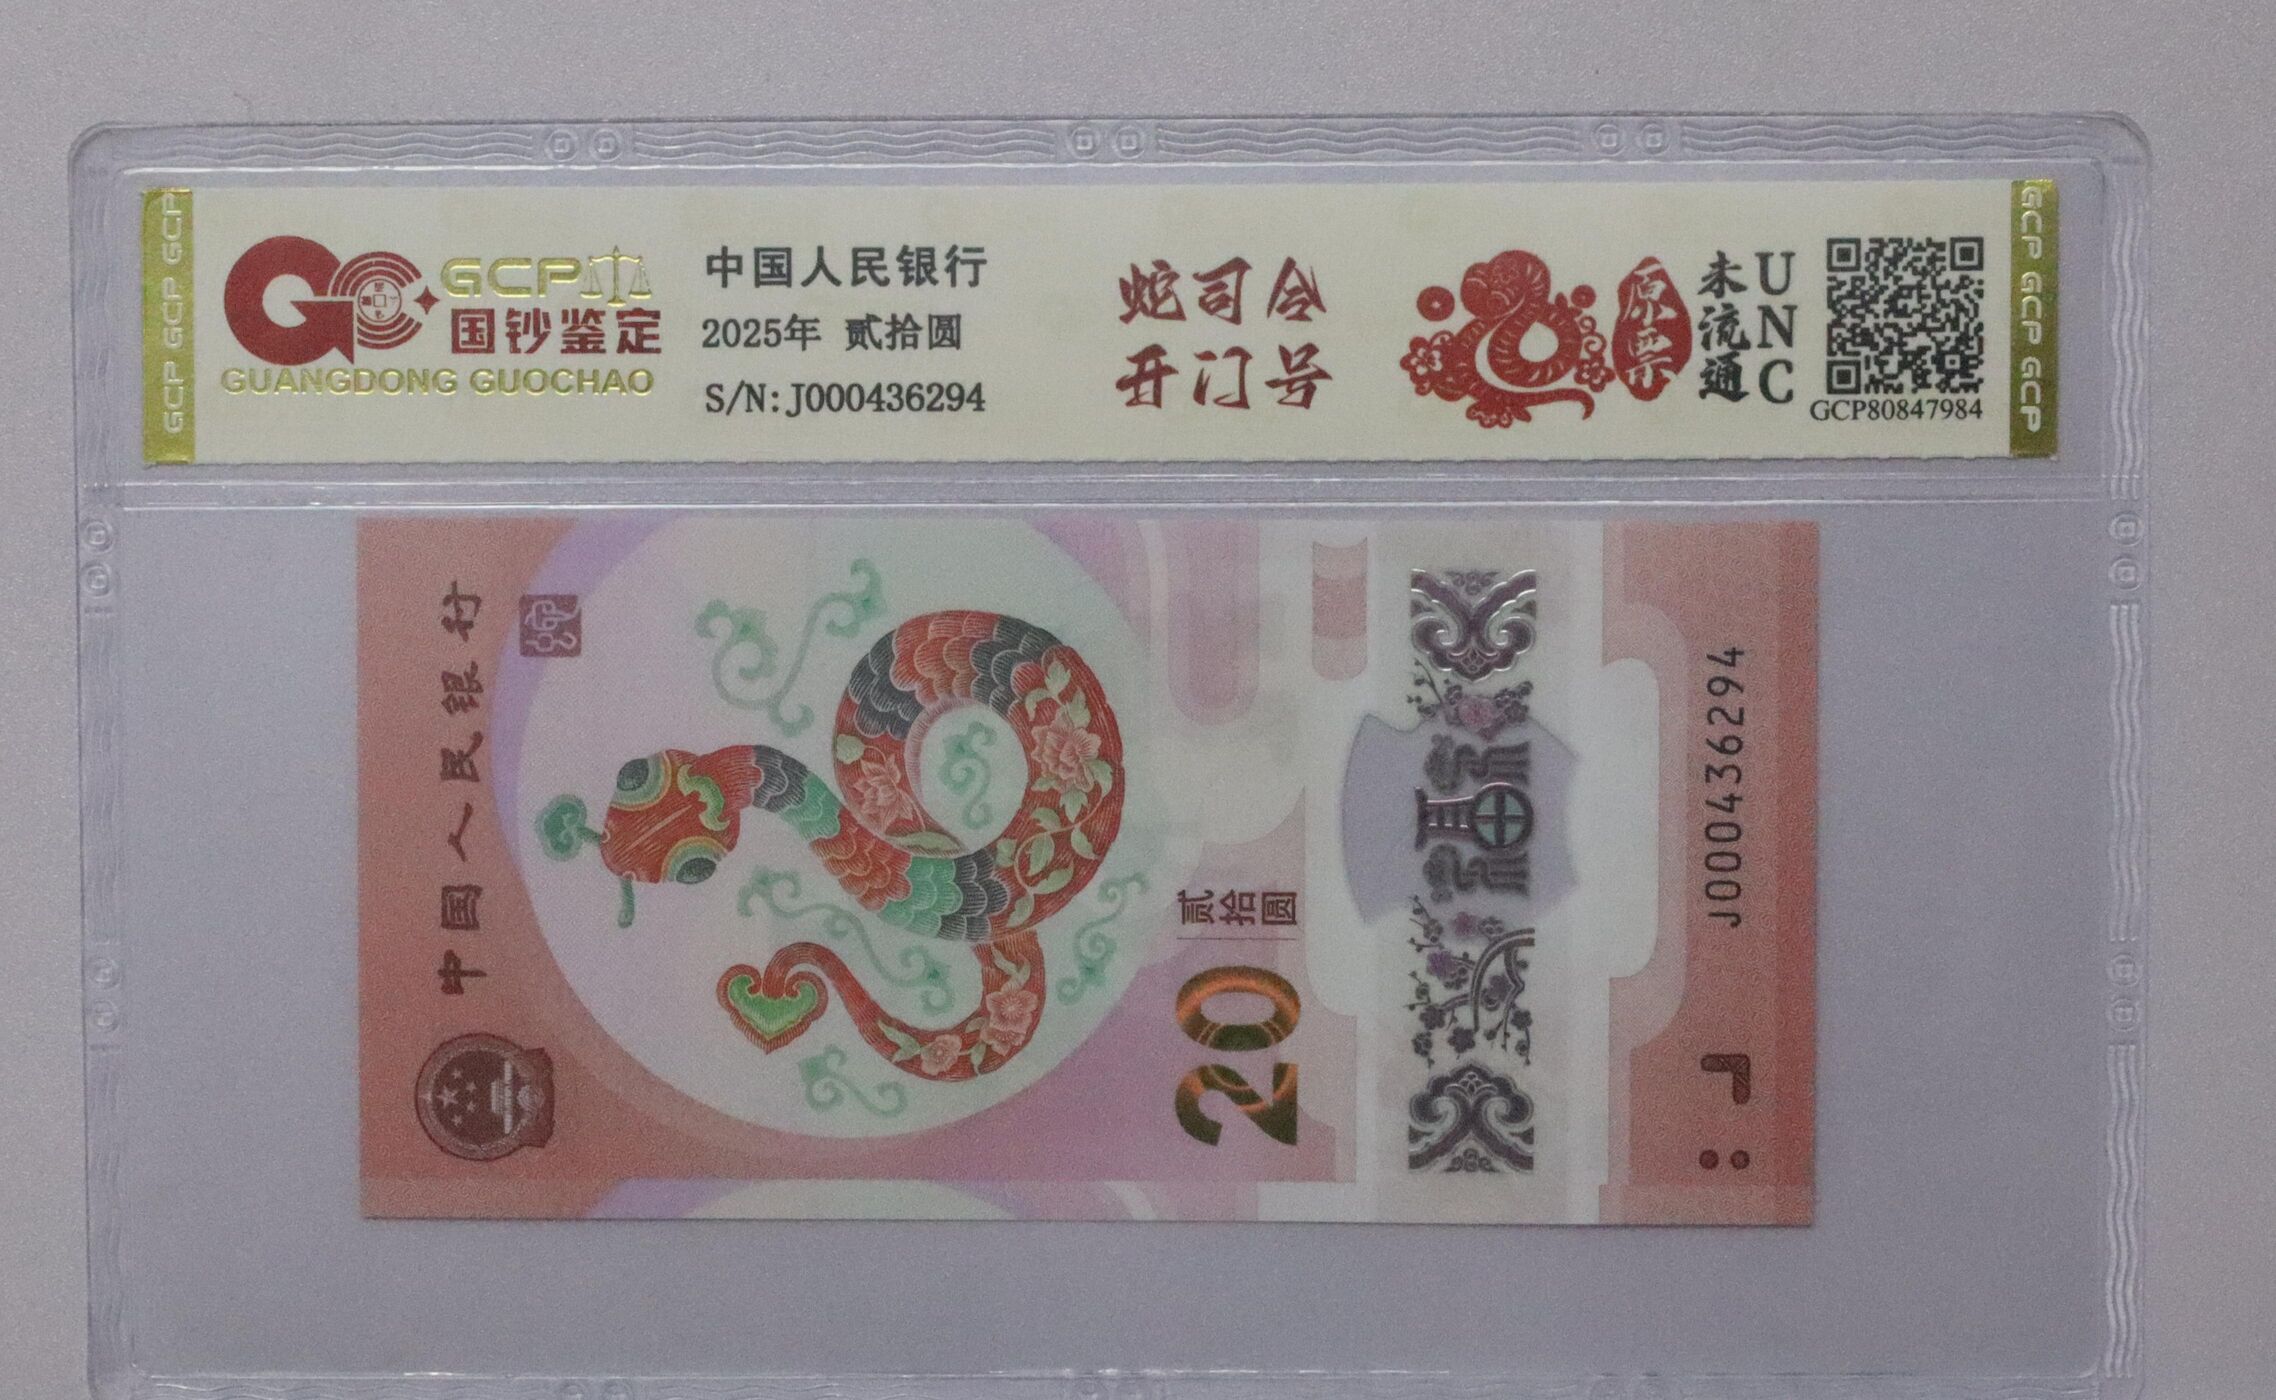 GCP GCP GCP
GCP
国钞鉴定
GUANGDONG GUOCHAO
中国人民银行
2025年 贰拾圆
S/N:J000436294
蛇司令
开门号
原票
未流通
UNC
GCP80847984
GCP GCP GCP
中国人民银行
贰拾圆
20
福
J000436294